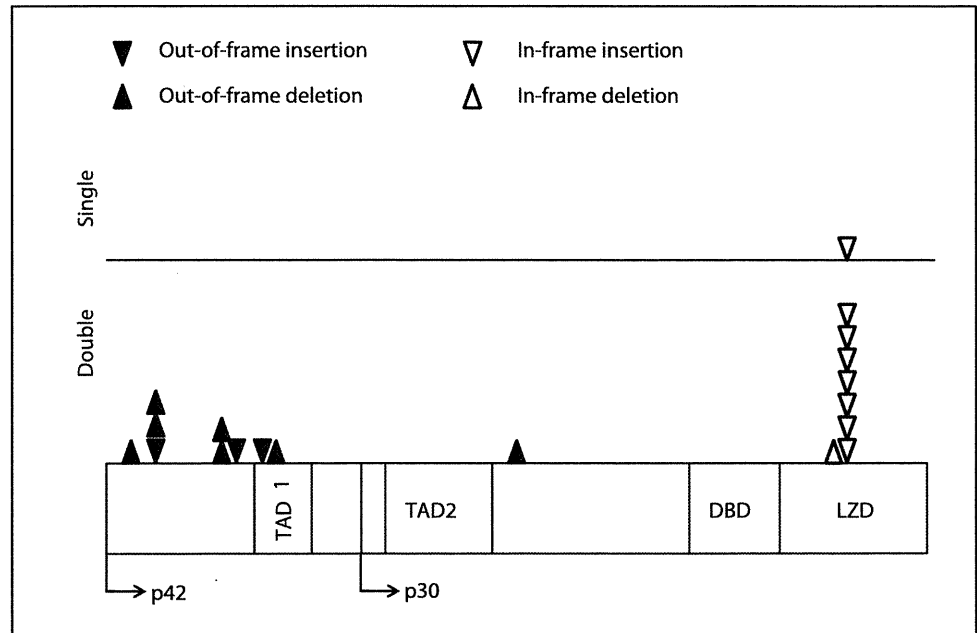 Out-of-frame insertion
In-frame insertion
Out-of-frame deletion
In-frame deletion
Single
Double
TAD 1
TAD2
DBD
LZD
p42
p30